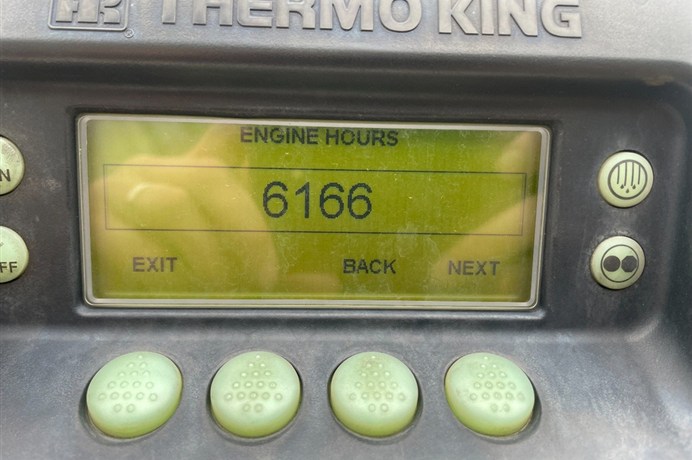 THERMO KING
ENGINE HOURS
6166
EXIT BACK NEXT